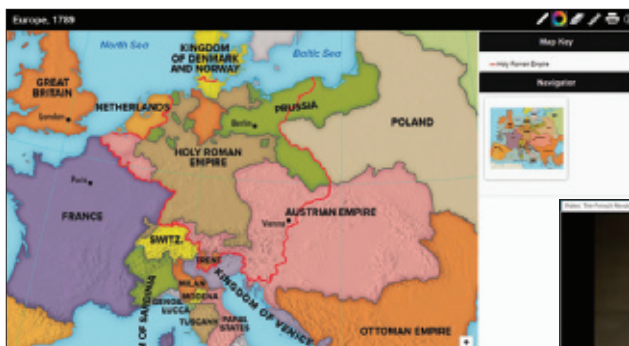 Europe, 1789
Map Key
Holy Roman Empire
Navigator
North Sea
Baltic Sea
KINGDOM
OF DENMARK
AND NORWAY
GREAT
BRITAIN
London
NETHERLANDS
PRUSSIA
Berlin
POLAND
HOLY ROMAN
EMPIRE
Paris
FRANCE
AUSTRIAN EMPIRE
Vienna
SWITZ.
TRENT
MILAN
MODENA
LUCCA
TUSCANY
PAPAL
STATES
KINGDOM OF VENICE
OF SARDINIA
OTTOMAN EMPIRE